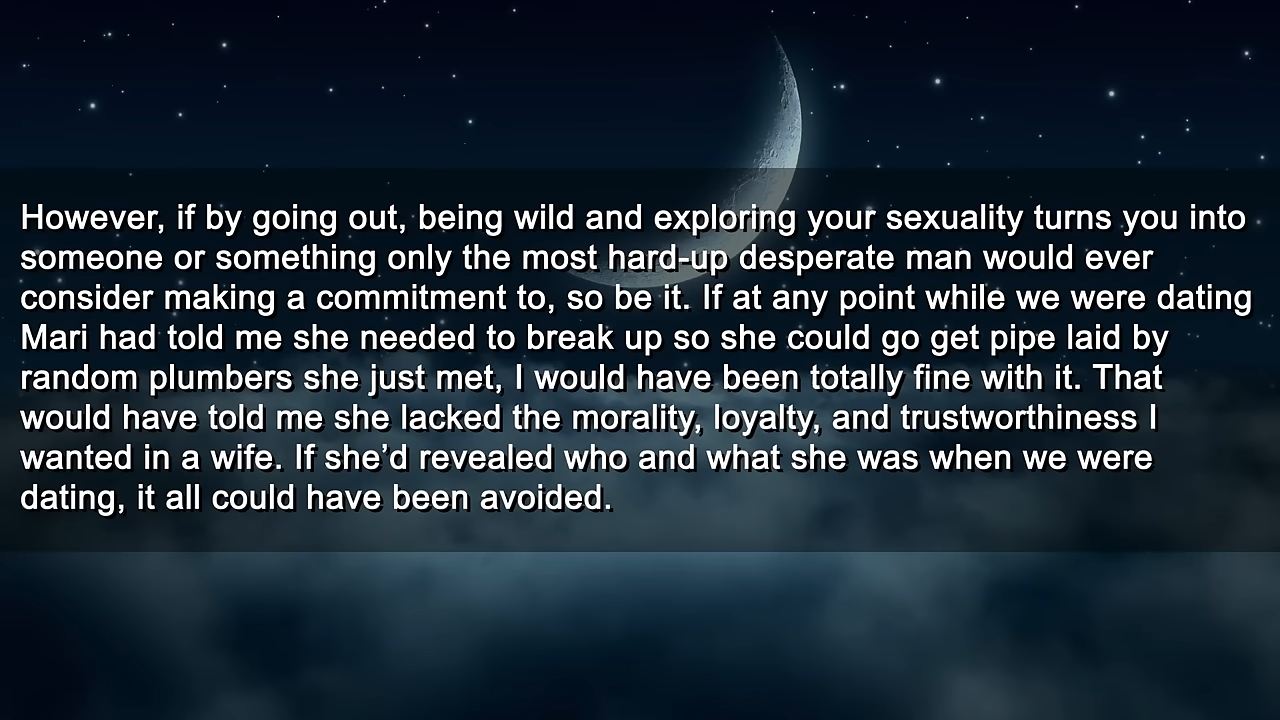 However, if by going out, being wild and exploring your sexuality turns you into
someone or something only the most hard-up desperate man would ever
consider making a commitment to, so be it. If at any point while we were dating
Mari had told me she needed to break up so she could go get pipe laid by
random plumbers she just met, I would have been totally fine with it. That
would have told me she lacked the morality, loyalty, and trustworthiness I
wanted in a wife. If she’d revealed who and what she was when we were
dating, it all could have been avoided.